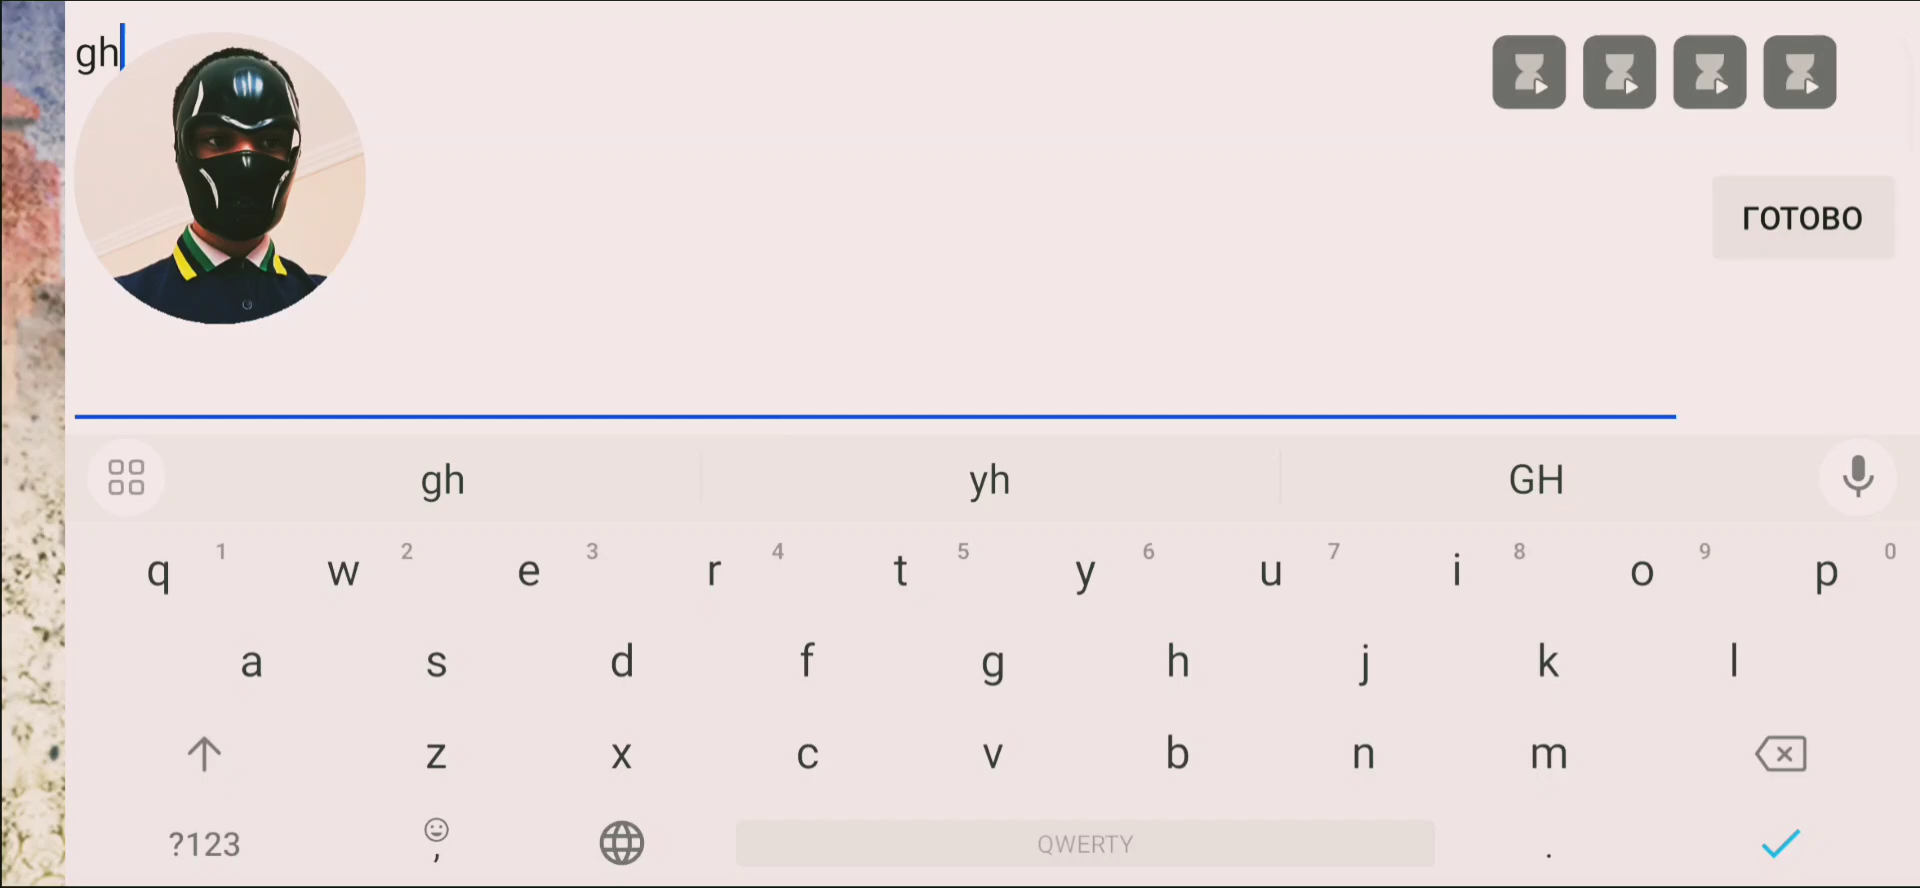 gh
ГОТОВО
gh yh GH
q 1 w 2 e 3 r 4 t 5 y 6 u 7 i 8 o 9 p 0
a s d f g h j k l
z x c v b n m
?123 , QWERTY .